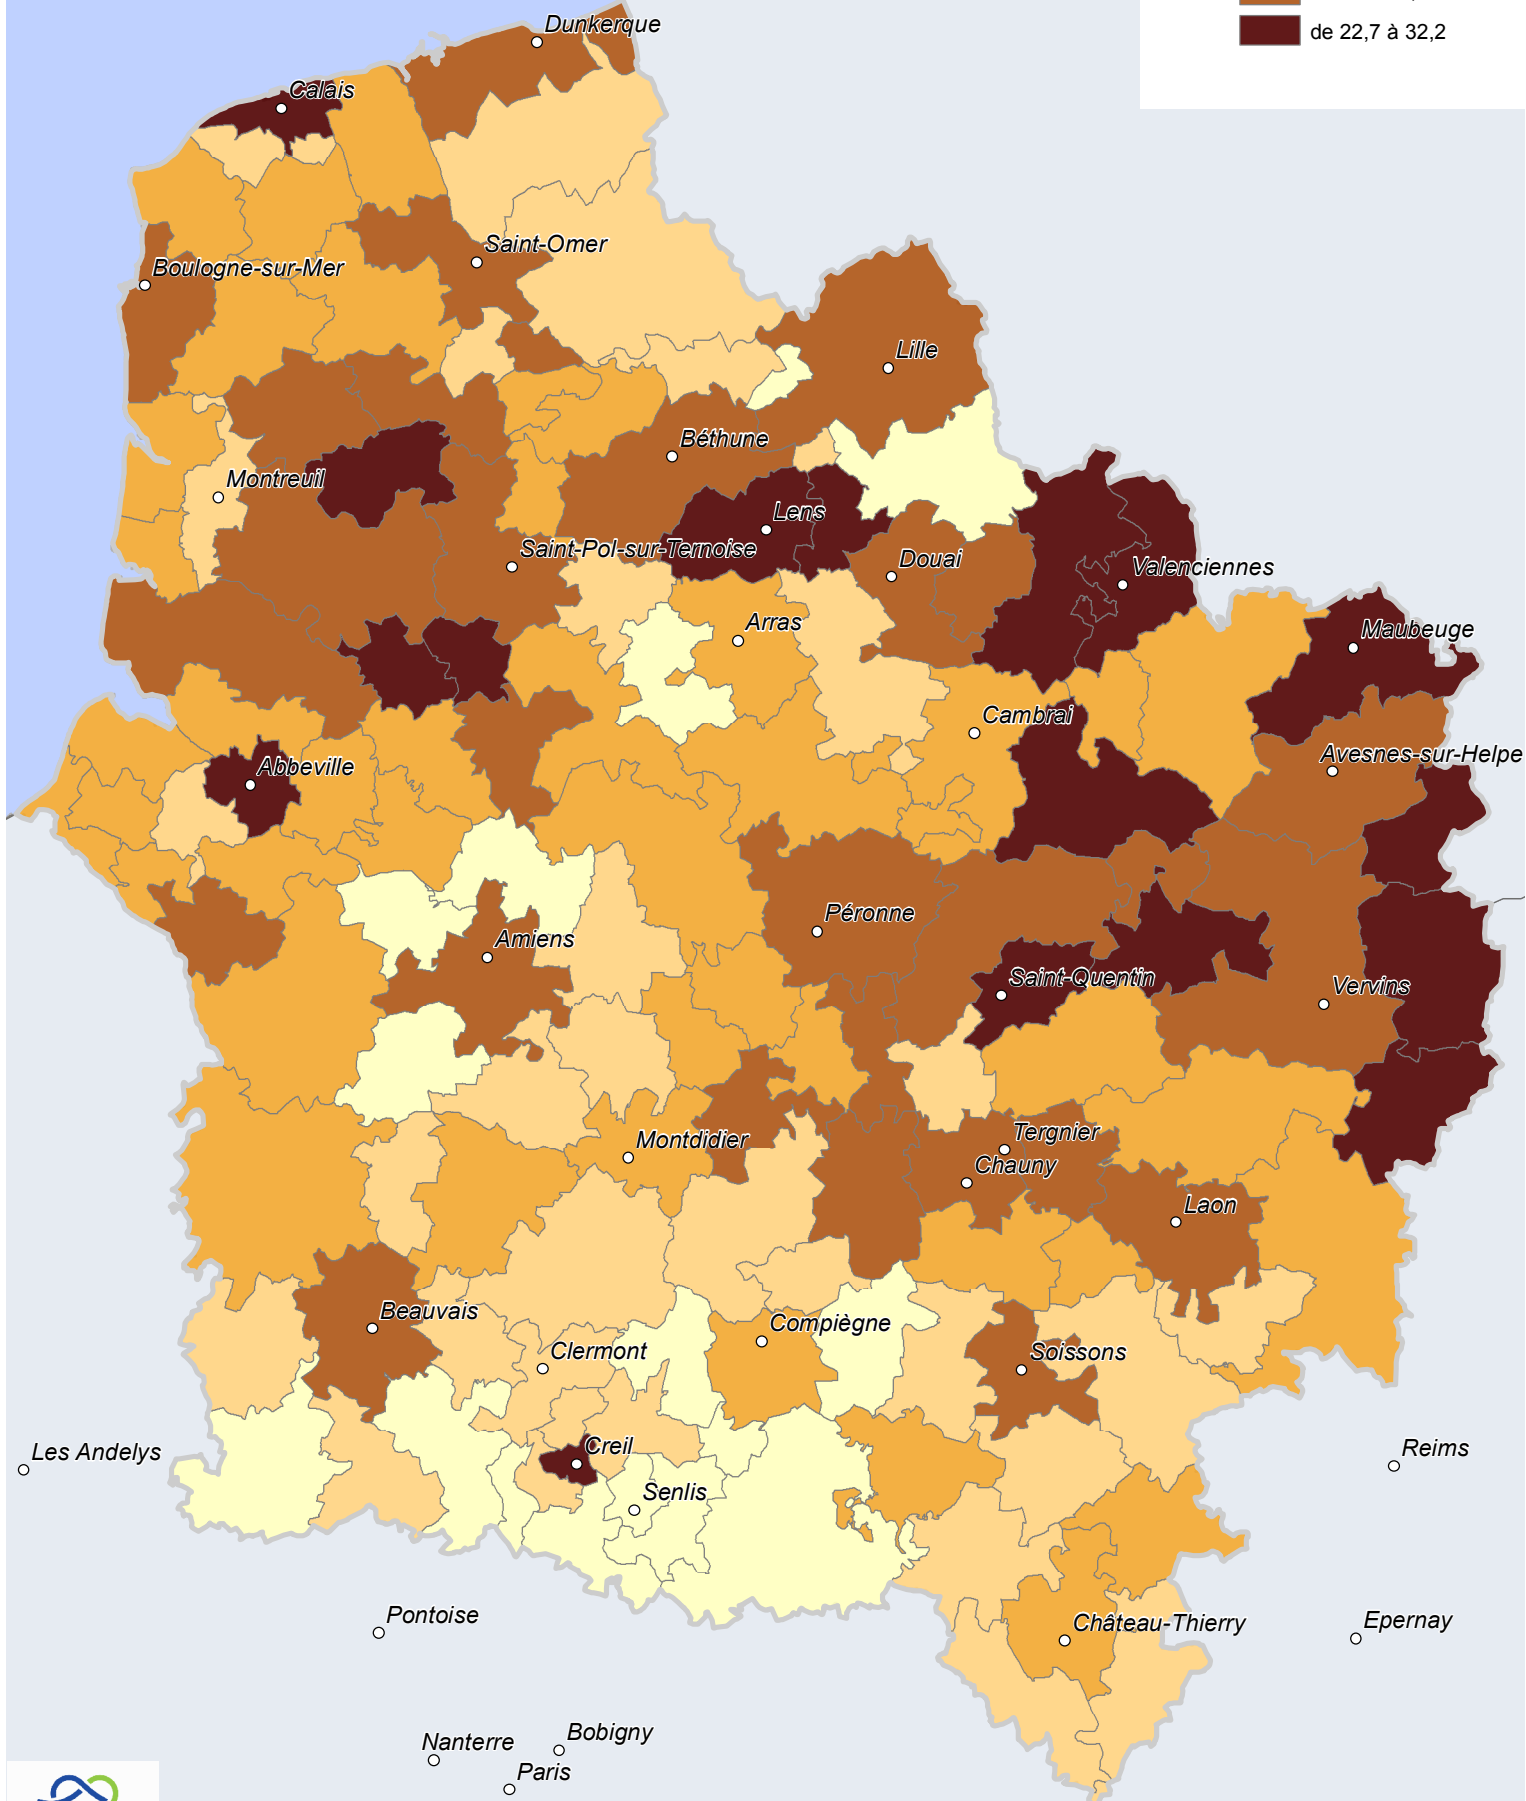 Dunkerque
de 22,7 à 32,2
Calais
Saint-Omer
Boulogne-sur-Mer
Lille
Béthune
Montreuil
Lens
Saint-Pol-sur-Ternoise
Douai
Valenciennes
Arras
Maubeuge
Cambrai
Avesnes-sur-Helpe
Abbeville
Péronne
Amiens
Saint-Quentin
Vervins
Tergnier
Montdidier
Chauny
Laon
Beauvais
Compiègne
Clermont
Soissons
Creil
Les Andelys
Reims
Senlis
Pontoise
Château-Thierry
Epernay
Bobigny
Nanterre
Paris